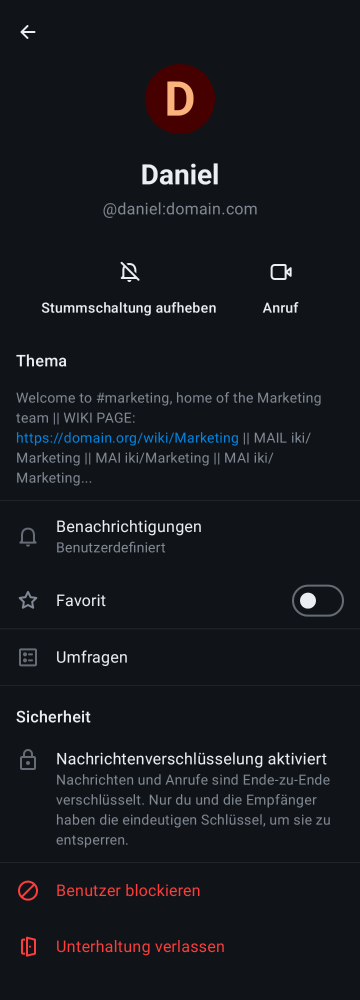 D
Daniel
@daniel:domain.com
Stummschaltung aufheben
Anruf
Thema
Welcome to #marketing, home of the Marketing
team || WIKI PAGE:
https://domain.org/wiki/Marketing || MAIL iki/
Marketing || MAI iki/Marketing || MAI iki/
Marketing...
Benachrichtigungen
Benutzerdefiniert
Favorit
Umfragen
Sicherheit
Nachrichtenverschlüsselung aktiviert
Nachrichten und Anrufe sind Ende-zu-Ende
verschlüsselt. Nur du und die Empfänger
haben die eindeutigen Schlüssel, um sie zu
entsperren.
Benutzer blockieren
Unterhaltung verlassen